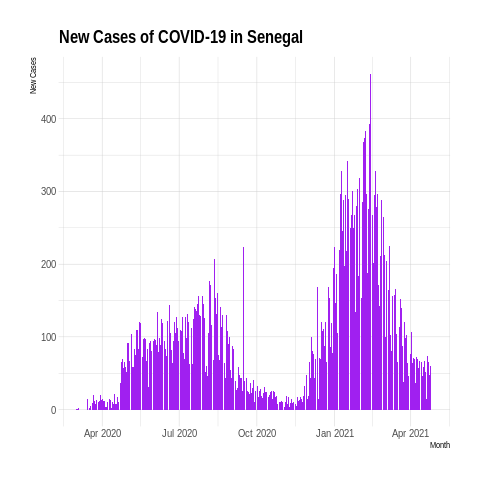 New Cases of COVID-19 in Senegal
New Cases
400
300
200
100
0
Apr 2020 Jul 2020 Oct 2020 Jan 2021 Apr 2021
Month